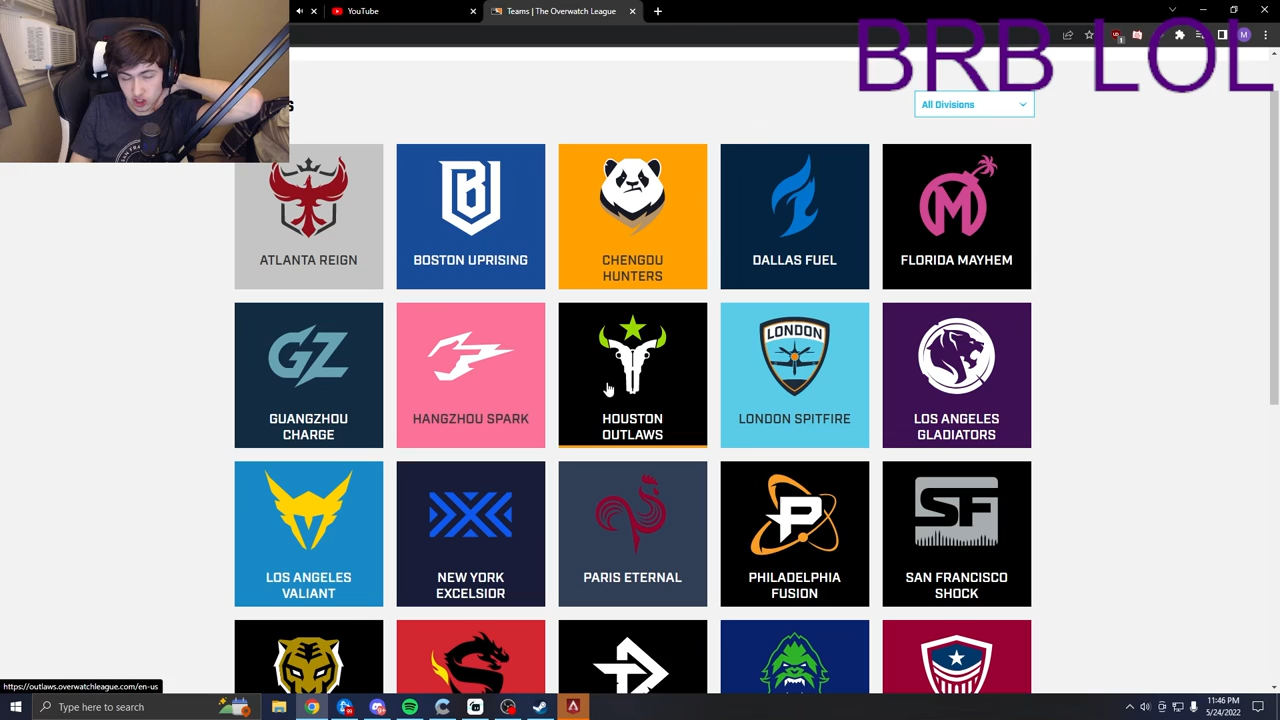 YouTube
Teams | The Overwatch League
BRB LOL
All Divisions
ATLANTA REIGN
B
BOSTON UPRISING
CHENGDU
HUNTERS
DALLAS FUEL
M
FLORIDA MAYHEM
GZ
GUANGZHOU
CHARGE
HANGZHOU SPARK
HOUSTON
OUTLAWS
LONDON
LONDON SPITFIRE
LOS ANGELES
GLADIATORS
LOS ANGELES
VALIANT
NEW YORK
EXCELSIOR
PARIS ETERNAL
P
PHILADELPHIA
FUSION
SF
SAN FRANCISCO
SHOCK
https://outlaws.overwatchleague.com/en-us
Type here to search
11:46 PM
5/24/2022